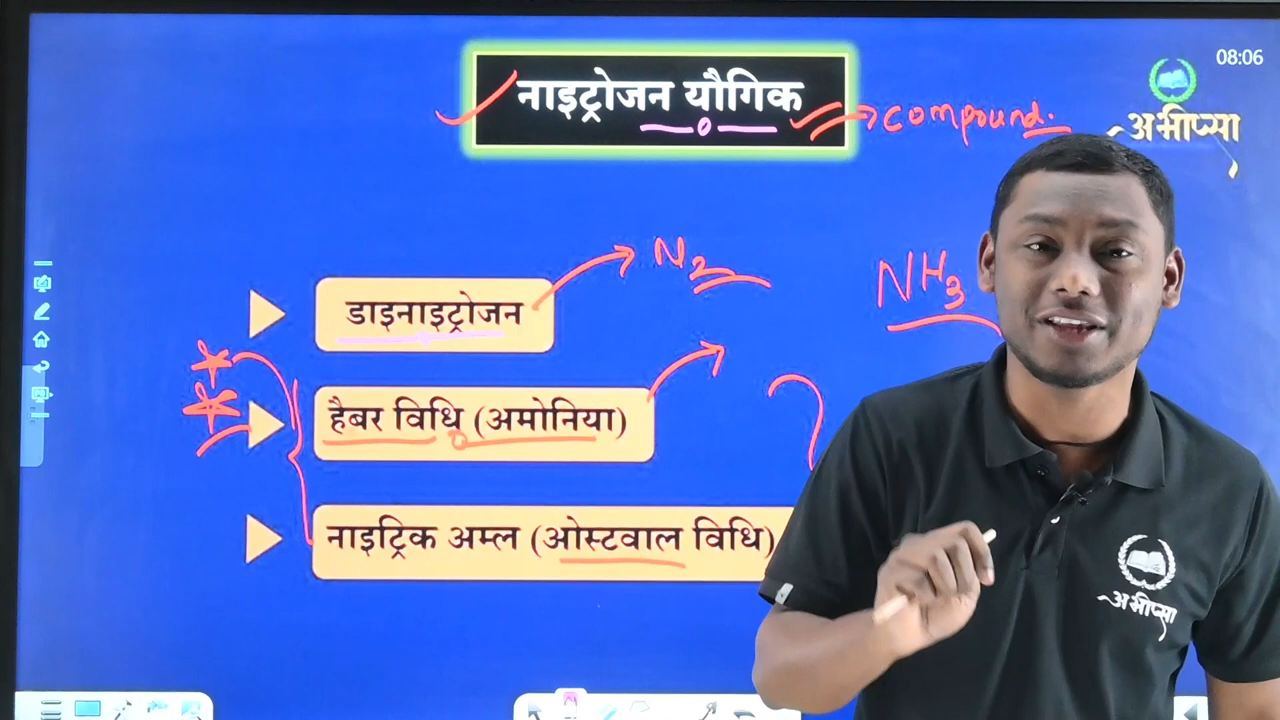 08:06
नाइट्रोजन यौगिक
compound.
अभीप्सा
N2
NH3
डाइनाइट्रोजन
हैबर विधि (अमोनिया)
नाइट्रिक अम्ल (ओस्टवाल विधि)
अभीप्सा